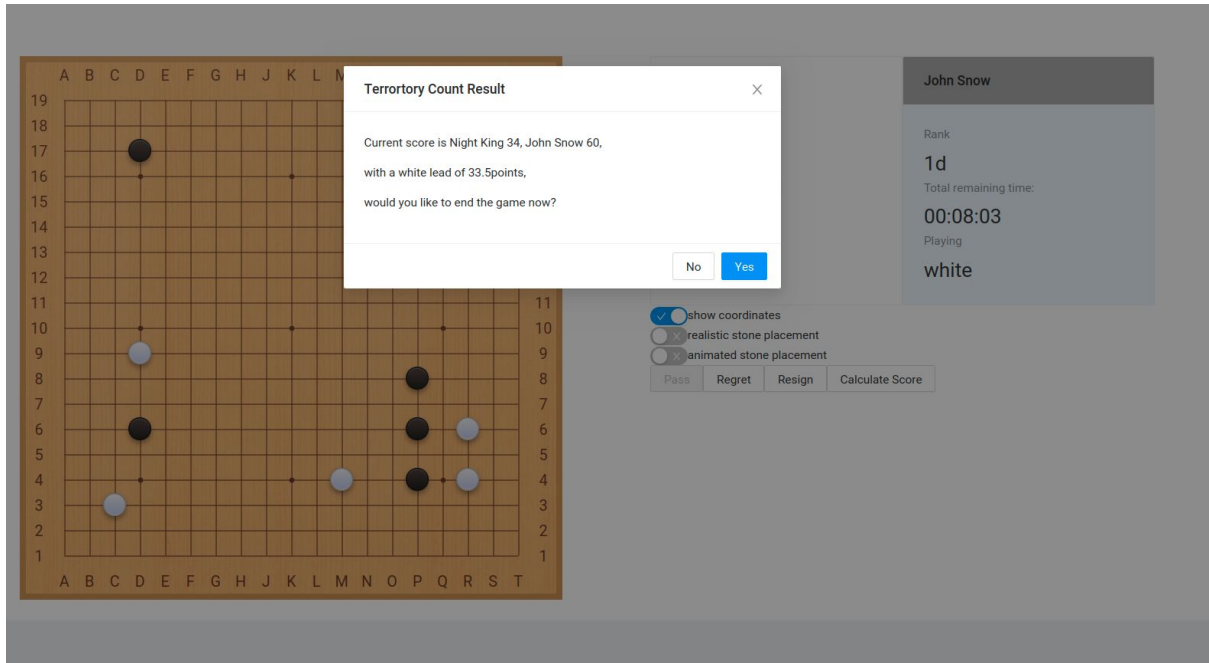 A B C D E F G H J K L M
19
18
17
16
15
14
13
12
11 11
10 10
9 9
8 8
7 7
6 6
5 5
4 4
3 3
2 2
1 1
A B C D E F G H J K L M N O P Q R S T
Terrortory Count Result
Current score is Night King 34, John Snow 60,
with a white lead of 33.5points,
would you like to end the game now?
No Yes
John Snow
Rank
1d
Total remaining time:
00:08:03
Playing
white
show coordinates
realistic stone placement
animated stone placement
Pass Regret Resign Calculate Score